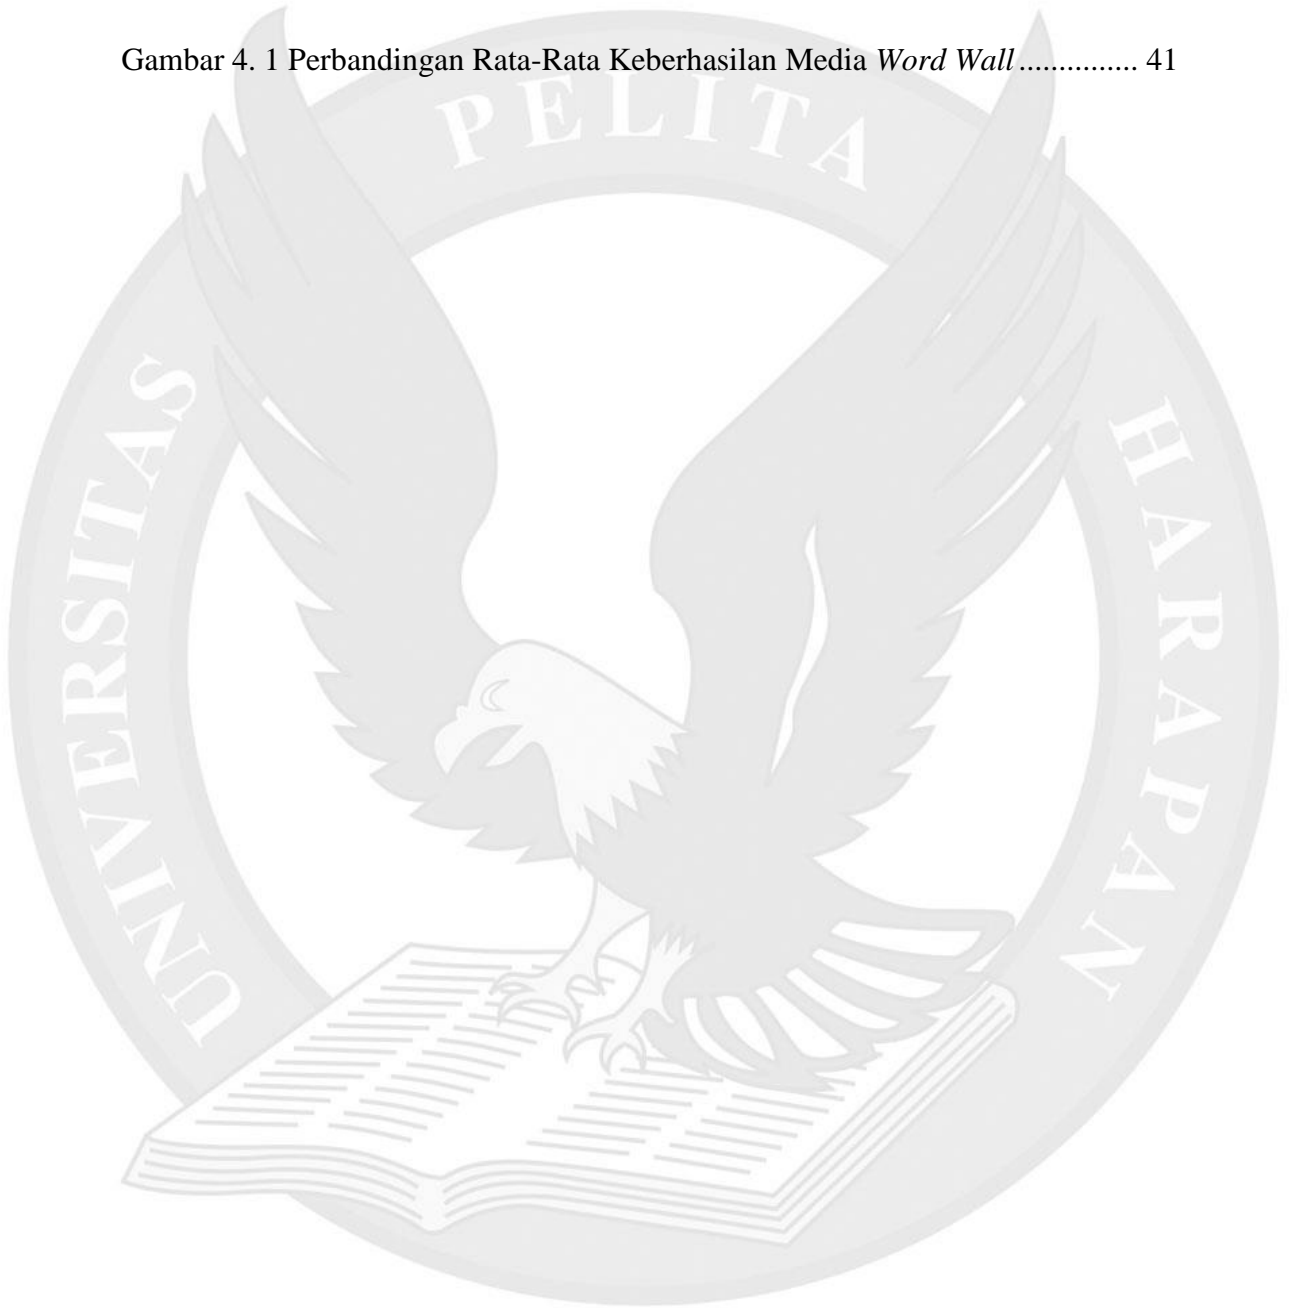 Gambar 4. 1 Perbandingan Rata-Rata Keberhasilan Media Word Wall............... 41
PELITA
UNIVERSITAS
HARAPAN